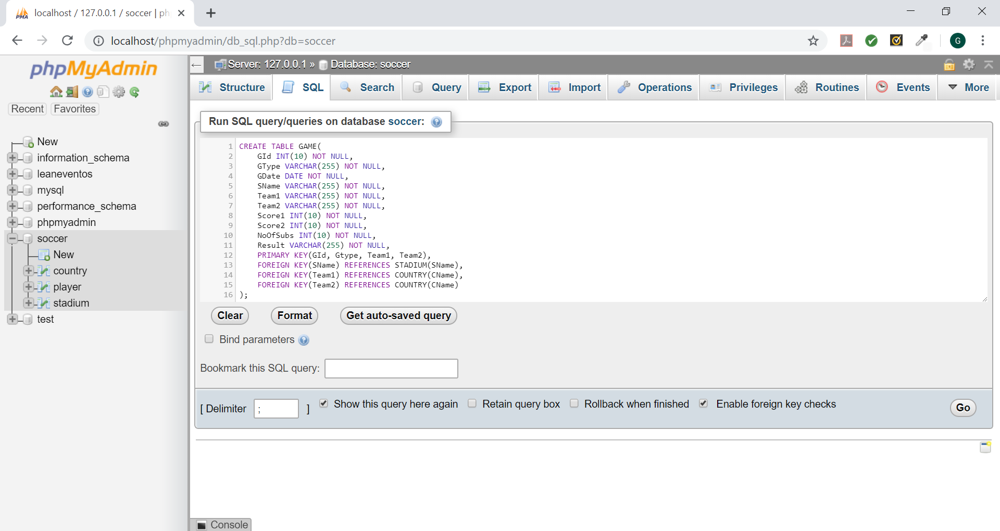 localhost / 127.0.0.1 / soccer | ph
localhost/phpmyadmin/db_sql.php?db=soccer
G
PMA
phpMyAdmin
Recent
Favorites
New
information_schema
leaneventos
mysql
performance_schema
phpmyadmin
soccer
New
country
player
stadium
test
Server: 127.0.0.1 » Database: soccer
Structure SQL Search Query Export Import Operations Privileges Routines Events More
Run SQL query/queries on database soccer:
1 CREATE TABLE GAME(
2 GId INT(10) NOT NULL,
3 GType VARCHAR(255) NOT NULL,
4 GDate DATE NOT NULL,
5 SName VARCHAR(255) NOT NULL,
6 Team1 VARCHAR(255) NOT NULL,
7 Team2 VARCHAR(255) NOT NULL,
8 Score1 INT(10) NOT NULL,
9 Score2 INT(10) NOT NULL,
10 NoOfSubs INT(10) NOT NULL,
11 Result VARCHAR(255) NOT NULL,
12 PRIMARY KEY(GId, Gtype, Team1, Team2),
13 FOREIGN KEY(SName) REFERENCES STADIUM(SName),
14 FOREIGN KEY(Team1) REFERENCES COUNTRY(CName),
15 FOREIGN KEY(Team2) REFERENCES COUNTRY(CName)
16 );
Clear Format Get auto-saved query
Bind parameters
Bookmark this SQL query:
[ Delimiter ; ] Show this query here again Retain query box Rollback when finished Enable foreign key checks Go
Console